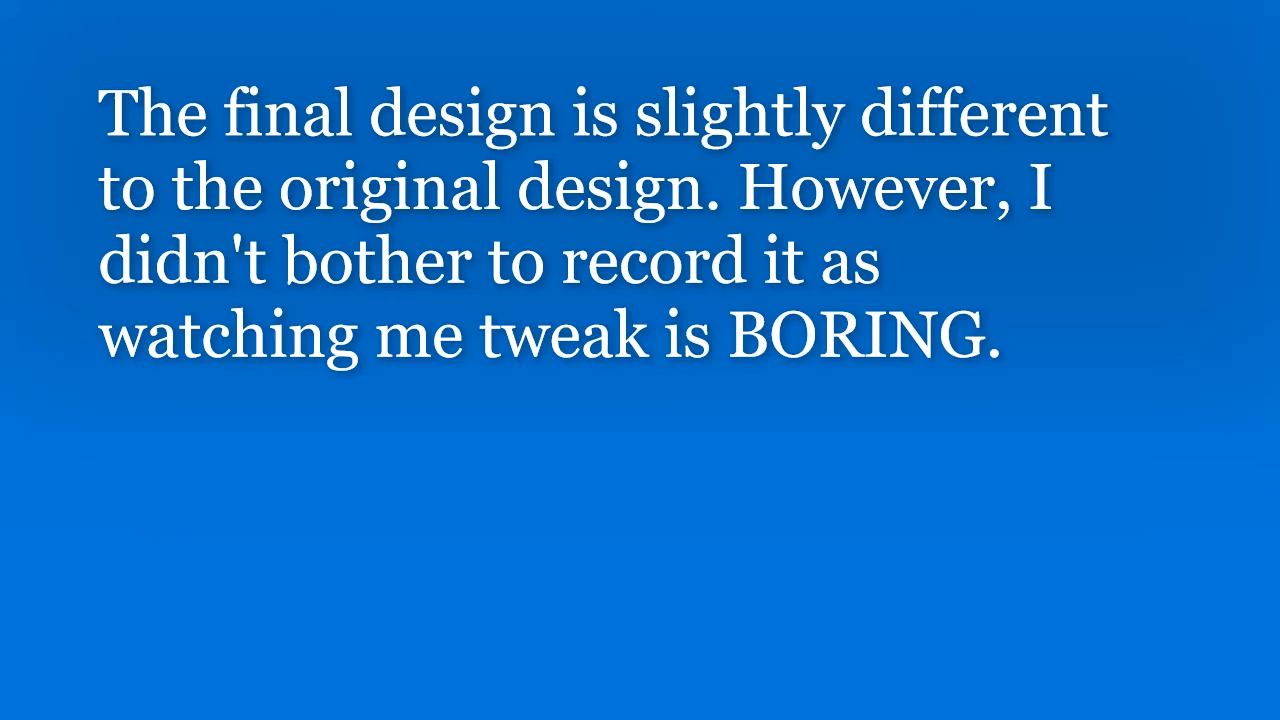 The final design is slightly different
to the original design. However, I
didn't bother to record it as
watching me tweak is BORING.